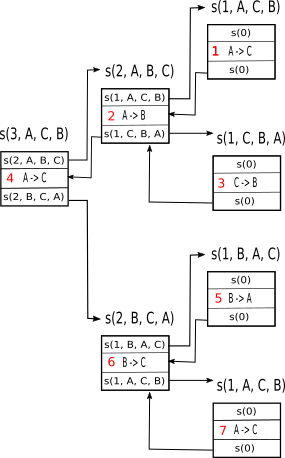 s(1, A, C, B)
s(0)
1 A->C
s(0)
s(2, A, B, C)
s(1, A, C, B)
2 A->B
s(1, C, B, A)
s(1, C, B, A)
s(0)
3 C->B
s(0)
s(3, A, C, B)
s(2, A, B, C)
4 A->C
s(2, B, C, A)
s(1, B, A, C)
s(0)
5 B->A
s(0)
s(2, B, C, A)
s(1, B, A, C)
6 B->C
s(1, A, C, B)
s(1, A, C, B)
s(0)
7 A->C
s(0)